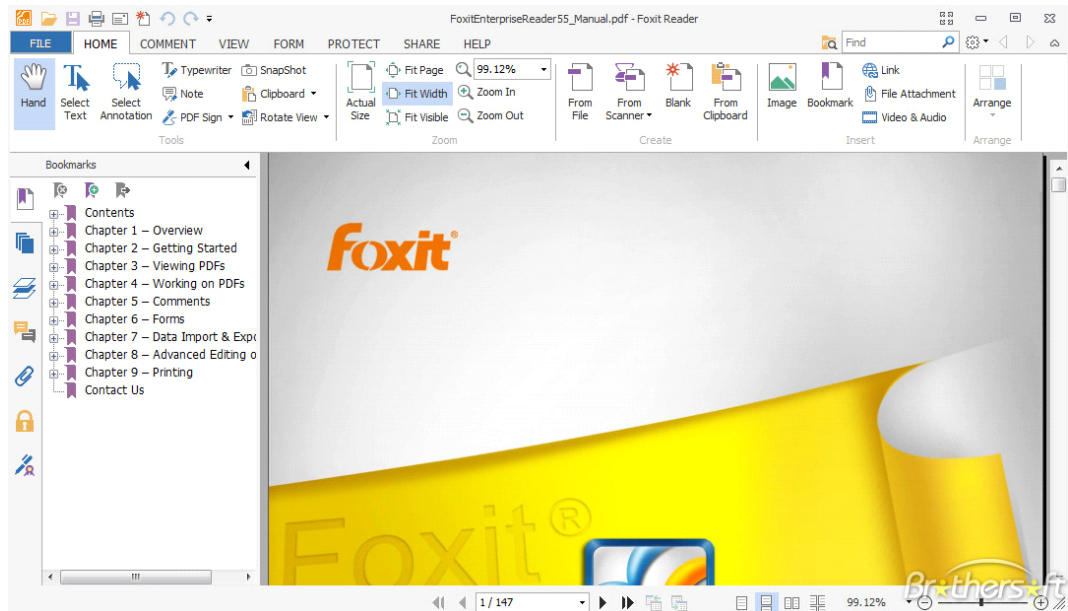 FoxitEnterpriseReader55_Manual.pdf - Foxit Reader
FILE HOME COMMENT VIEW FORM PROTECT SHARE HELP Find
Hand
Select Text
Select Annotation
Typewriter
Note
PDF Sign
SnapShot
Clipboard
Rotate View
Tools
Actual Size
Fit Page
Fit Width
Fit Visible
99.12%
Zoom In
Zoom Out
Zoom
From File
From Scanner
Blank
From Clipboard
Create
Image
Bookmark
Link
File Attachment
Video & Audio
Insert
Arrange
Arrange
Bookmarks
Contents
Chapter 1 – Overview
Chapter 2 – Getting Started
Chapter 3 – Viewing PDFs
Chapter 4 – Working on PDFs
Chapter 5 – Comments
Chapter 6 – Forms
Chapter 7 – Data Import & Expo
Chapter 8 – Advanced Editing o
Chapter 9 – Printing
Contact Us
foxit®
Foxit®
1 / 147
99.12%
Brothersoft